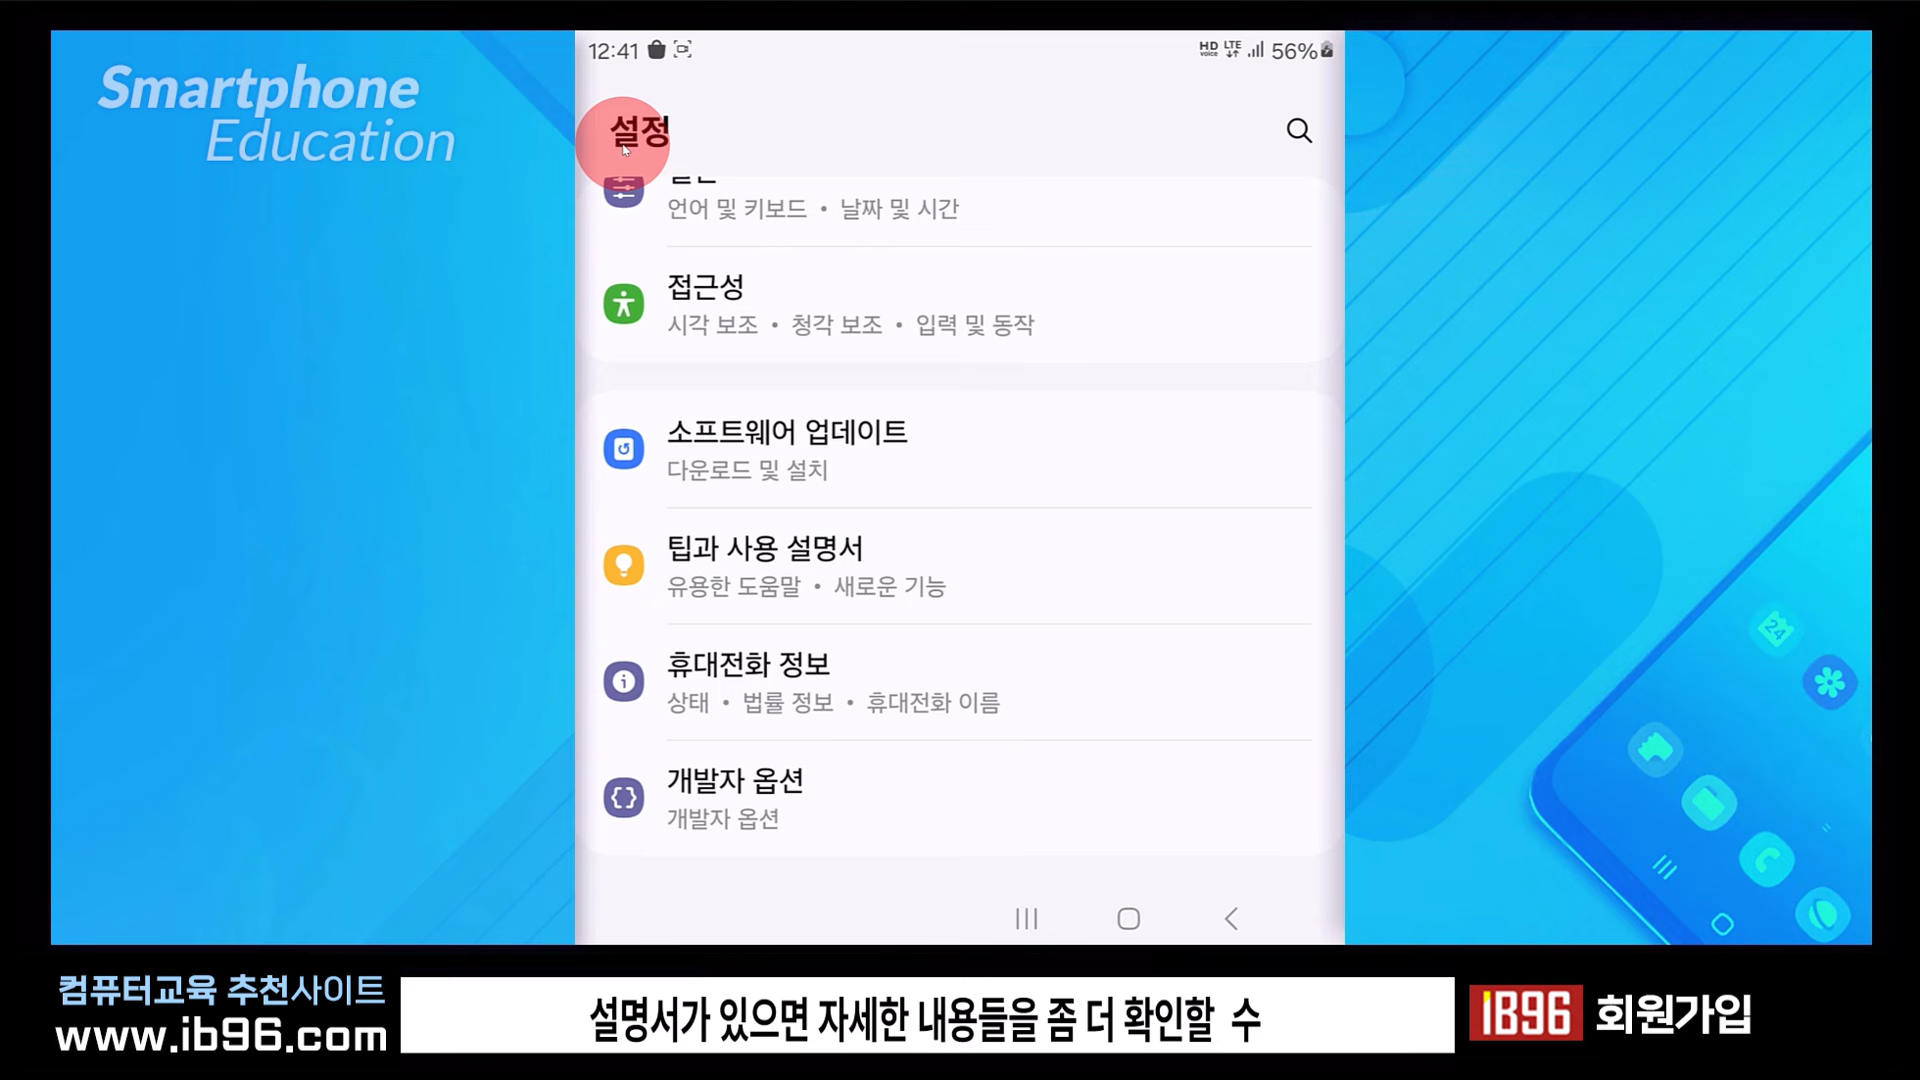 Smartphone
Education
12:41
HD voice LTE 56%
설정
일반
언어 및 키보드 • 날짜 및 시간
접근성
시각 보조 • 청각 보조 • 입력 및 동작
소프트웨어 업데이트
다운로드 및 설치
팁과 사용 설명서
유용한 도움말 • 새로운 기능
휴대전화 정보
상태 • 법률 정보 • 휴대전화 이름
개발자 옵션
개발자 옵션
24
컴퓨터교육 추천사이트
www.ib96.com
설명서가 있으면 자세한 내용들을 좀 더 확인할 수
IB96 회원가입